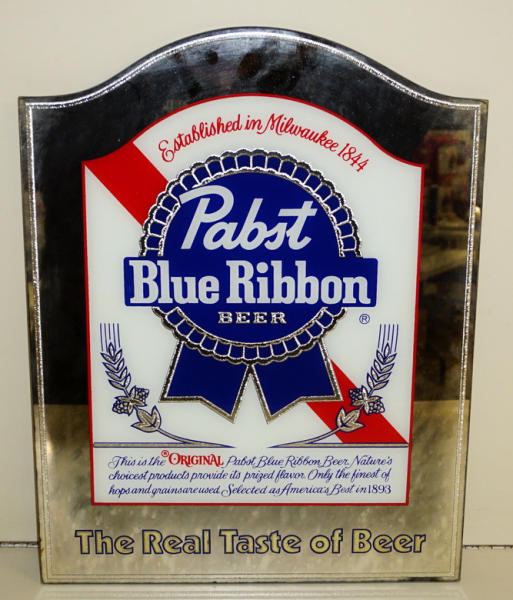 Established in Milwaukee 1844
Pabst
Blue Ribbon
BEER
®
This is the ®ORIGINAL Pabst Blue Ribbon Beer. Nature's
choicest products provide its prized flavor. Only the finest of
hops and grains are used. Selected as America's Best in 1893
The Real Taste of Beer